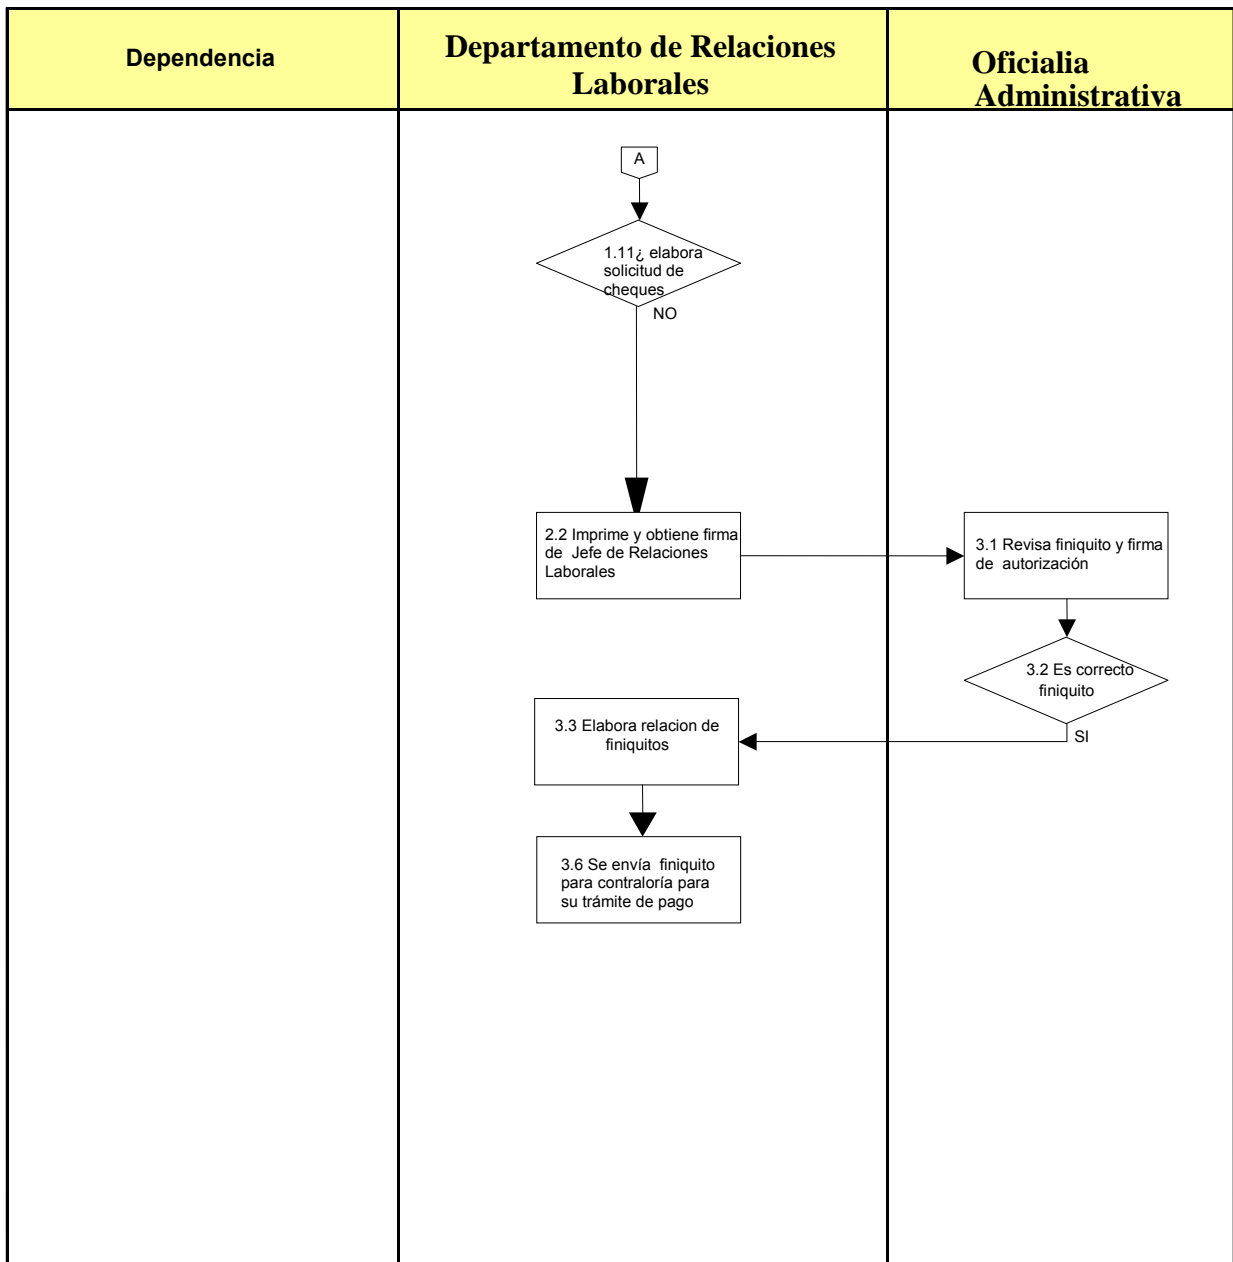 Dependencia
Departamento de Relaciones
Laborales
Oficialia
Administrativa
A
1.11¿ elabora
solicitud de
cheques
NO
2.2 Imprime y obtiene firma
de Jefe de Relaciones
Laborales
3.1 Revisa finiquito y firma
de autorización
3.2 Es correcto
finiquito
SI
3.3 Elabora relacion de
finiquitos
3.6 Se envía finiquito
para contraloría para
su trámite de pago